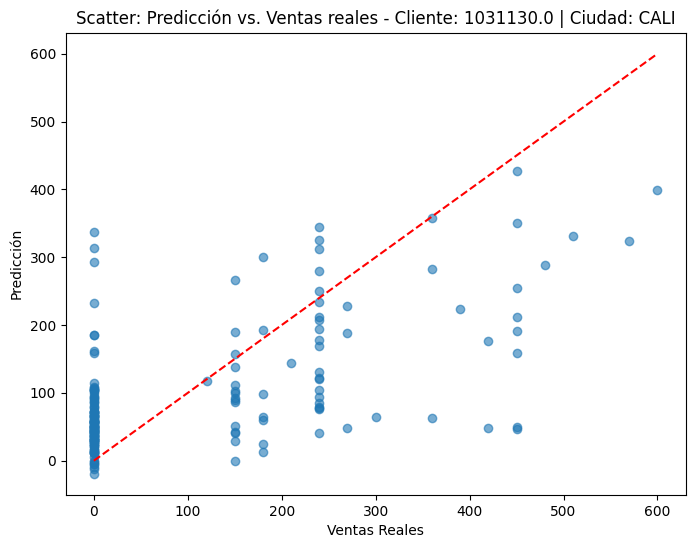 Scatter: Predicción vs. Ventas reales - Cliente: 1031130.0 | Ciudad: CALI
600
500
400
300
200
100
0
Predicción
0 100 200 300 400 500 600
Ventas Reales